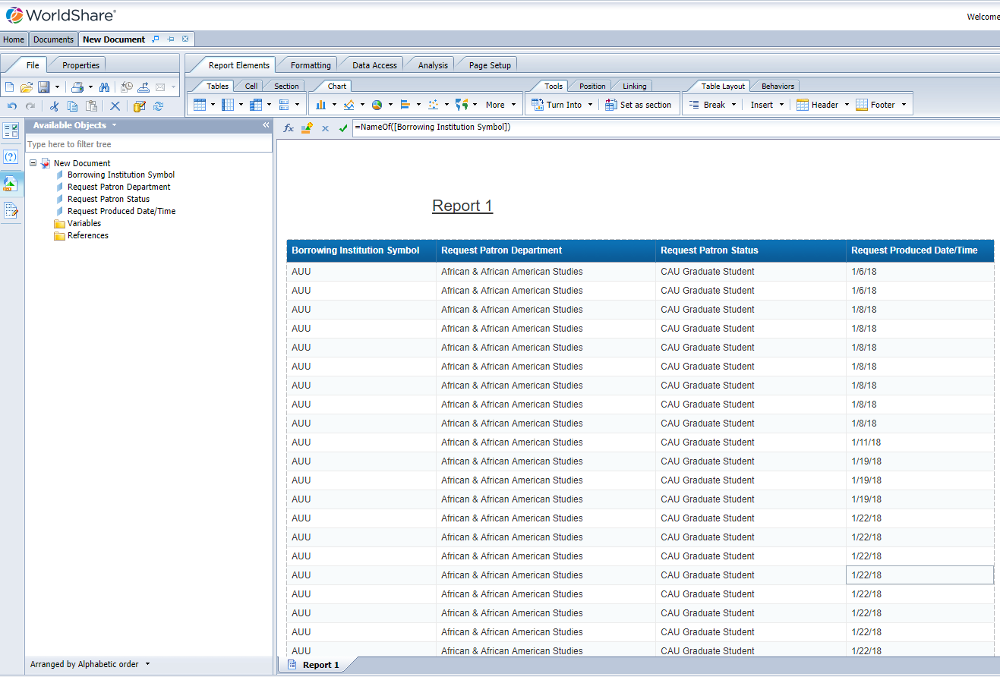 WorldShare®
Welcome
Home Documents New Document
File Properties Report Elements Formatting Data Access Analysis Page Setup
Tables Cell Section Chart Tools Position Linking Table Layout Behaviors
More Turn Into Set as section Break Insert Header Footer
Available Objects
=NameOf([Borrowing Institution Symbol])
Type here to filter tree
New Document
Borrowing Institution Symbol
Request Patron Department
Request Patron Status
Request Produced Date/Time
Variables
References
Report 1
Borrowing Institution Symbol Request Patron Department Request Patron Status Request Produced Date/Time
AUU African & African American Studies CAU Graduate Student 1/6/18
AUU African & African American Studies CAU Graduate Student 1/6/18
AUU African & African American Studies CAU Graduate Student 1/8/18
AUU African & African American Studies CAU Graduate Student 1/8/18
AUU African & African American Studies CAU Graduate Student 1/8/18
AUU African & African American Studies CAU Graduate Student 1/8/18
AUU African & African American Studies CAU Graduate Student 1/8/18
AUU African & African American Studies CAU Graduate Student 1/8/18
AUU African & African American Studies CAU Graduate Student 1/8/18
AUU African & African American Studies CAU Graduate Student 1/11/18
AUU African & African American Studies CAU Graduate Student 1/19/18
AUU African & African American Studies CAU Graduate Student 1/19/18
AUU African & African American Studies CAU Graduate Student 1/19/18
AUU African & African American Studies CAU Graduate Student 1/22/18
AUU African & African American Studies CAU Graduate Student 1/22/18
AUU African & African American Studies CAU Graduate Student 1/22/18
AUU African & African American Studies CAU Graduate Student 1/22/18
AUU African & African American Studies CAU Graduate Student 1/22/18
AUU African & African American Studies CAU Graduate Student 1/22/18
AUU African & African American Studies CAU Graduate Student 1/22/18
AUU African & African American Studies CAU Graduate Student 1/22/18
Arranged by Alphabetic order
Report 1